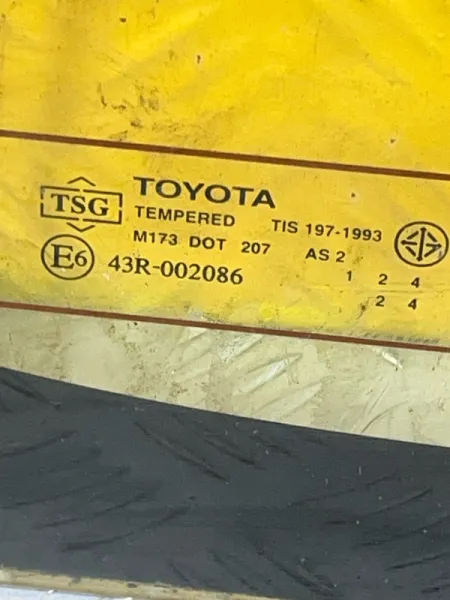 TSG
TOYOTA
TEMPERED TIS 197-1993
M173 DOT 207 AS 2
E6 43R-002086
1 2 4
2 4